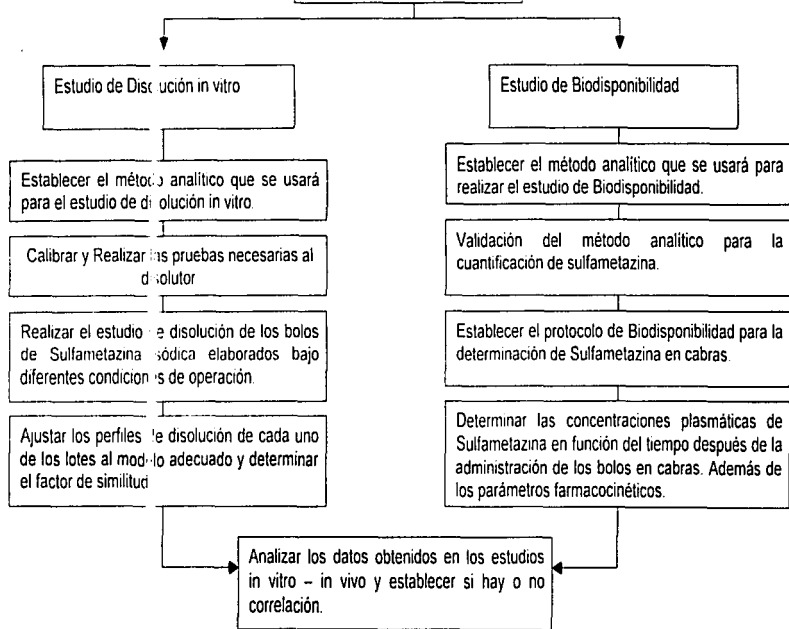 Estudio de Disolución in vitro
Establecer el método analítico que se usará
para el estudio de disolución in vitro.
Calibrar y Realizar las pruebas necesarias al
disolutor
Realizar el estudio de disolución de los bolos
de Sulfametazina sódica elaborados bajo
diferentes condiciones de operación.
Ajustar los perfiles de disolución de cada uno
de los lotes al modelo adecuado y determinar
el factor de similitud
Estudio de Biodisponibilidad
Establecer el método analítico que se usará para
realizar el estudio de Biodisponibilidad.
Validación del método analítico para la
cuantificación de sulfametazina.
Establecer el protocolo de Biodisponibilidad para la
determinación de Sulfametazina en cabras.
Determinar las concentraciones plasmáticas de
Sulfametazina en función del tiempo después de la
administración de los bolos en cabras. Además de
los parámetros farmacocinéticos.
Analizar los datos obtenidos en los estudios
in vitro – in vivo y establecer si hay o no
correlación.